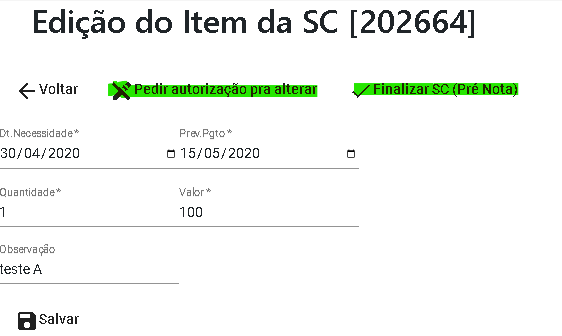 Edição do Item da SC [202664]
Voltar Pedir autorização pra alterar Finalizar SC (Pré Nota)
Dt.Necessidade * Prev.Pgto *
30/04/2020 15/05/2020
Quantidade * Valor *
1 100
Observação
teste A
Salvar